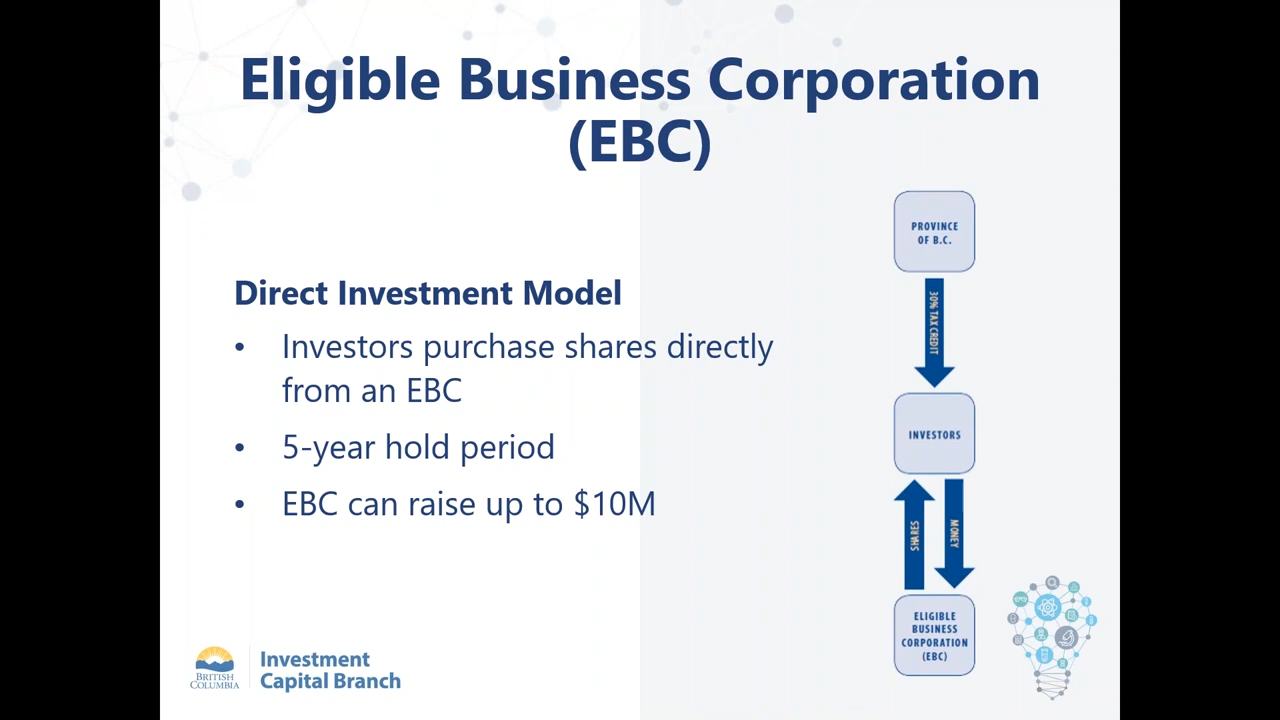 Eligible Business Corporation
(EBC)
Direct Investment Model
• Investors purchase shares directly
from an EBC
• 5-year hold period
• EBC can raise up to $10M
PROVINCE
OF B.C.
30% TAX CREDIT
INVESTORS
SHARES
MONEY
ELIGIBLE
BUSINESS
CORPORATION
(EBC)
BRITISH
COLUMBIA
Investment
Capital Branch